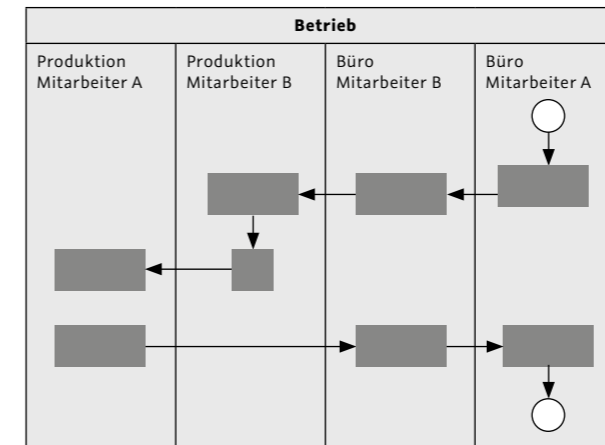 Betrieb
Produktion
Mitarbeiter A
Produktion
Mitarbeiter B
Büro
Mitarbeiter B
Büro
Mitarbeiter A